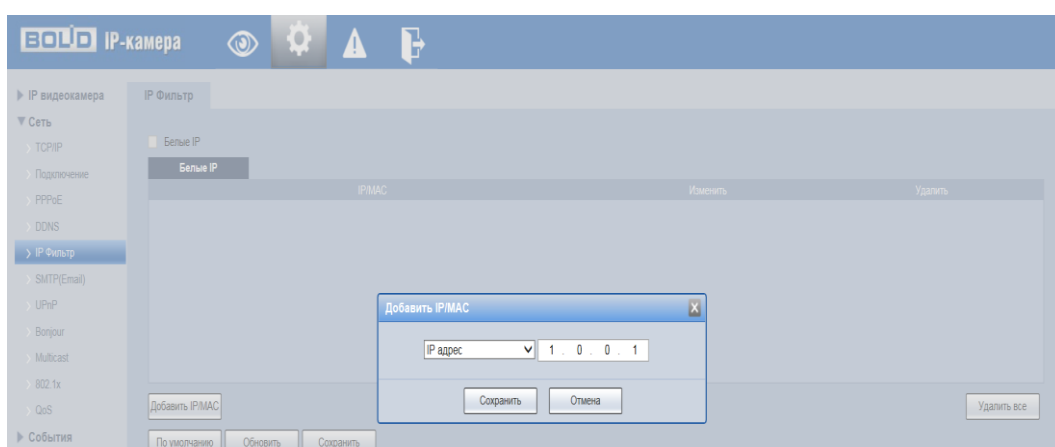 BOLID IP-камера
IP видеокамера
IP Фильтр
Сеть
TCP/IP
Белые IP
Подключение
Белые IP
IP/MAC Изменить Удалить
PPPoE
DDNS
IP Фильтр
SMTP(Email)
UPnP
Bonjour
Multicast
802.1x
QoS
События
Добавить IP/MAC
IP адрес 1 . 0 . 0 . 1
Сохранить Отмена
Добавить IP/MAC Удалить все
По умолчанию Обновить Сохранить